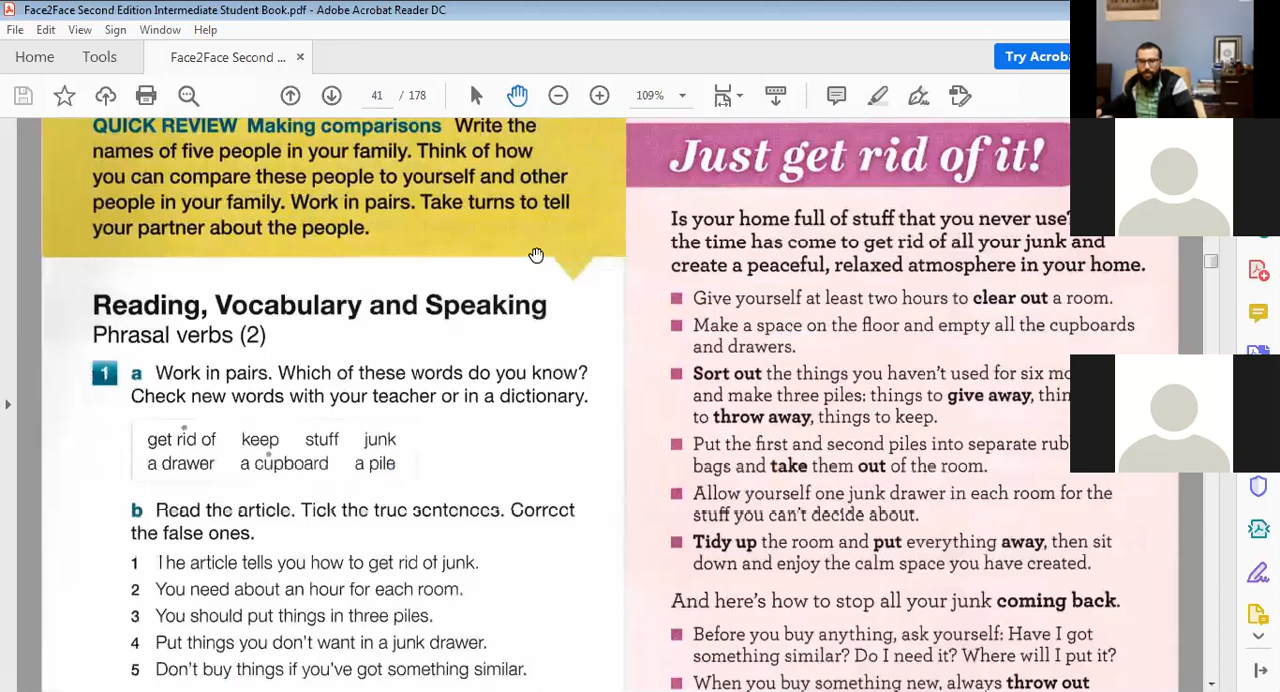 Face2Face Second Edition Intermediate Student Book.pdf - Adobe Acrobat Reader DC
File Edit View Sign Window Help
Home Tools Face2Face Second ... × Try Acroba
41 / 178 109%
QUICK REVIEW Making comparisons Write the
names of five people in your family. Think of how
you can compare these people to yourself and other
people in your family. Work in pairs. Take turns to tell
your partner about the people.
Reading, Vocabulary and Speaking
Phrasal verbs (2)
1 a Work in pairs. Which of these words do you know?
Check new words with your teacher or in a dictionary.
get rid of keep stuff junk
a drawer a cupboard a pile
b Read the article. Tick the true sentences. Correct
the false ones.
1 The article tells you how to get rid of junk.
2 You need about an hour for each room.
3 You should put things in three piles.
4 Put things you don't want in a junk drawer.
5 Don't buy things if you've got something similar.
Just get rid of it!
Is your home full of stuff that you never use?
the time has come to get rid of all your junk and
create a peaceful, relaxed atmosphere in your home.
Give yourself at least two hours to clear out a room.
Make a space on the floor and empty all the cupboards
and drawers.
Sort out the things you haven't used for six mo
and make three piles: things to give away, thin
to throw away, things to keep.
Put the first and second piles into separate rub
bags and take them out of the room.
Allow yourself one junk drawer in each room for the
stuff you can't decide about.
Tidy up the room and put everything away, then sit
down and enjoy the calm space you have created.
And here's how to stop all your junk coming back.
Before you buy anything, ask yourself: Have I got
something similar? Do I need it? Where will I put it?
When you buy something new, always throw out